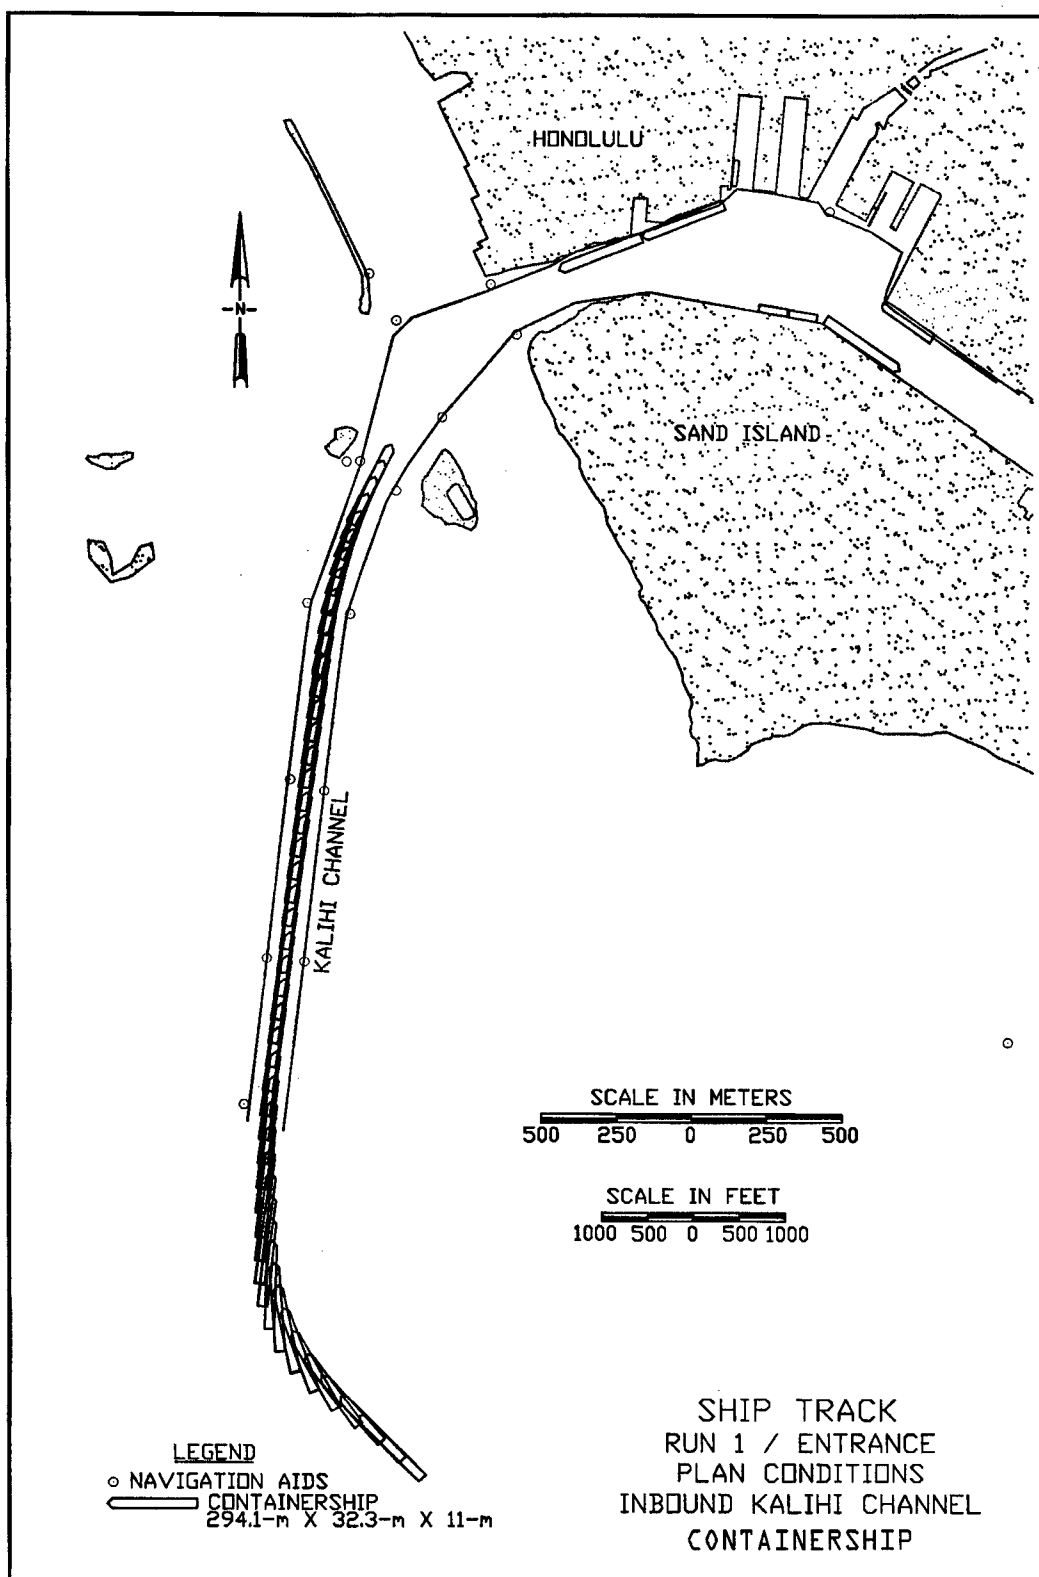 HONOLULU
-N-
SAND ISLAND
KALIHI CHANNEL
SCALE IN METERS
500 250 0 250 500
SCALE IN FEET
1000 500 0 500 1000
SHIP TRACK
RUN 1 / ENTRANCE
PLAN CONDITIONS
INBOUND KALIHI CHANNEL
CONTAINERSHIP
LEGEND
NAVIGATION AIDS
CONTAINERSHIP
294.1-m X 32.3-m X 11-m